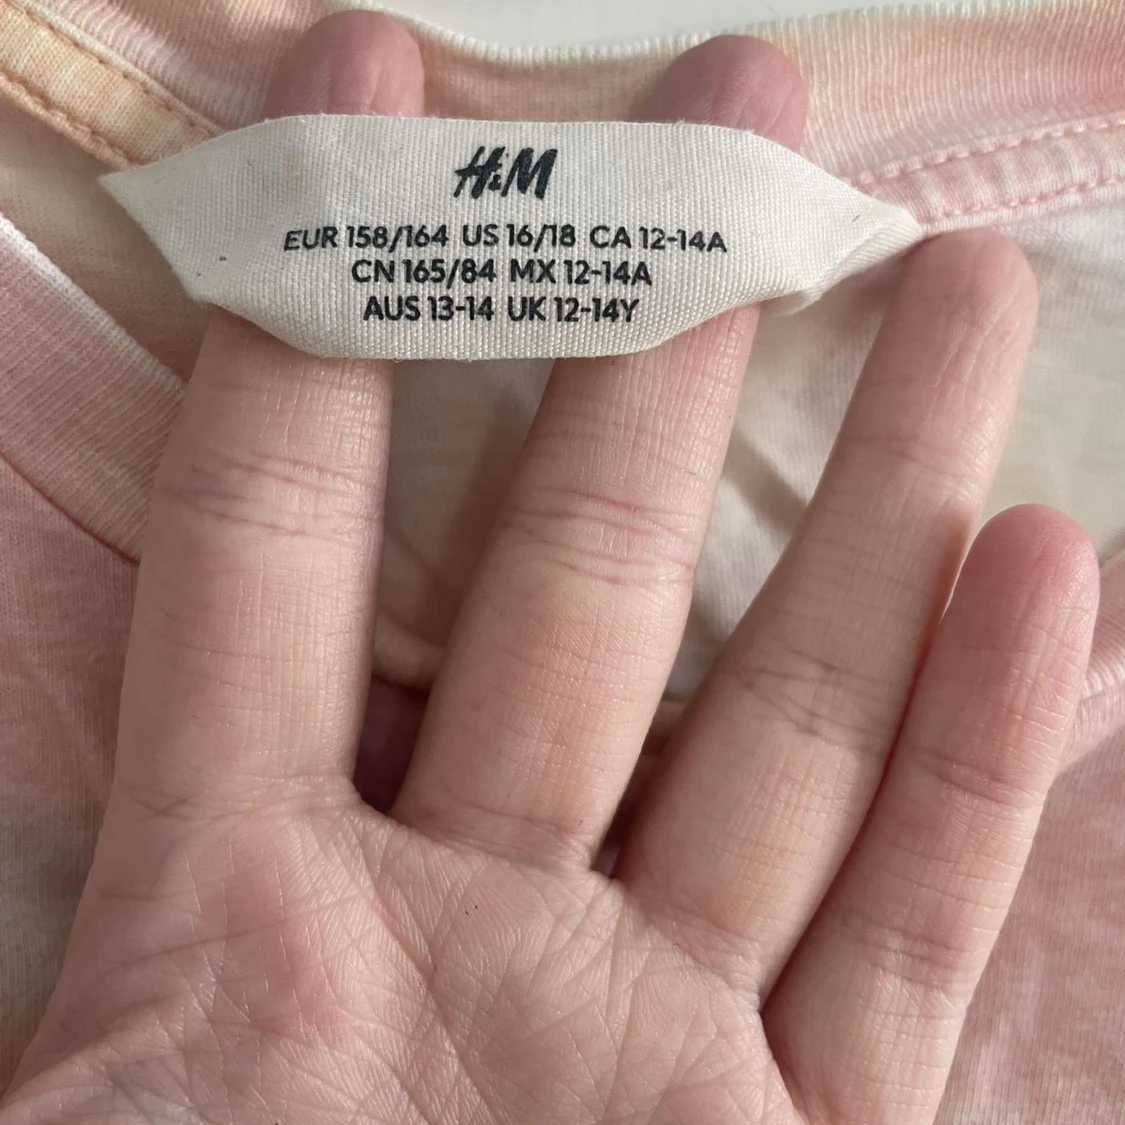 H&M
EUR 158/164 US 16/18 CA 12-14A
CN 165/84 MX 12-14A
AUS 13-14 UK 12-14Y